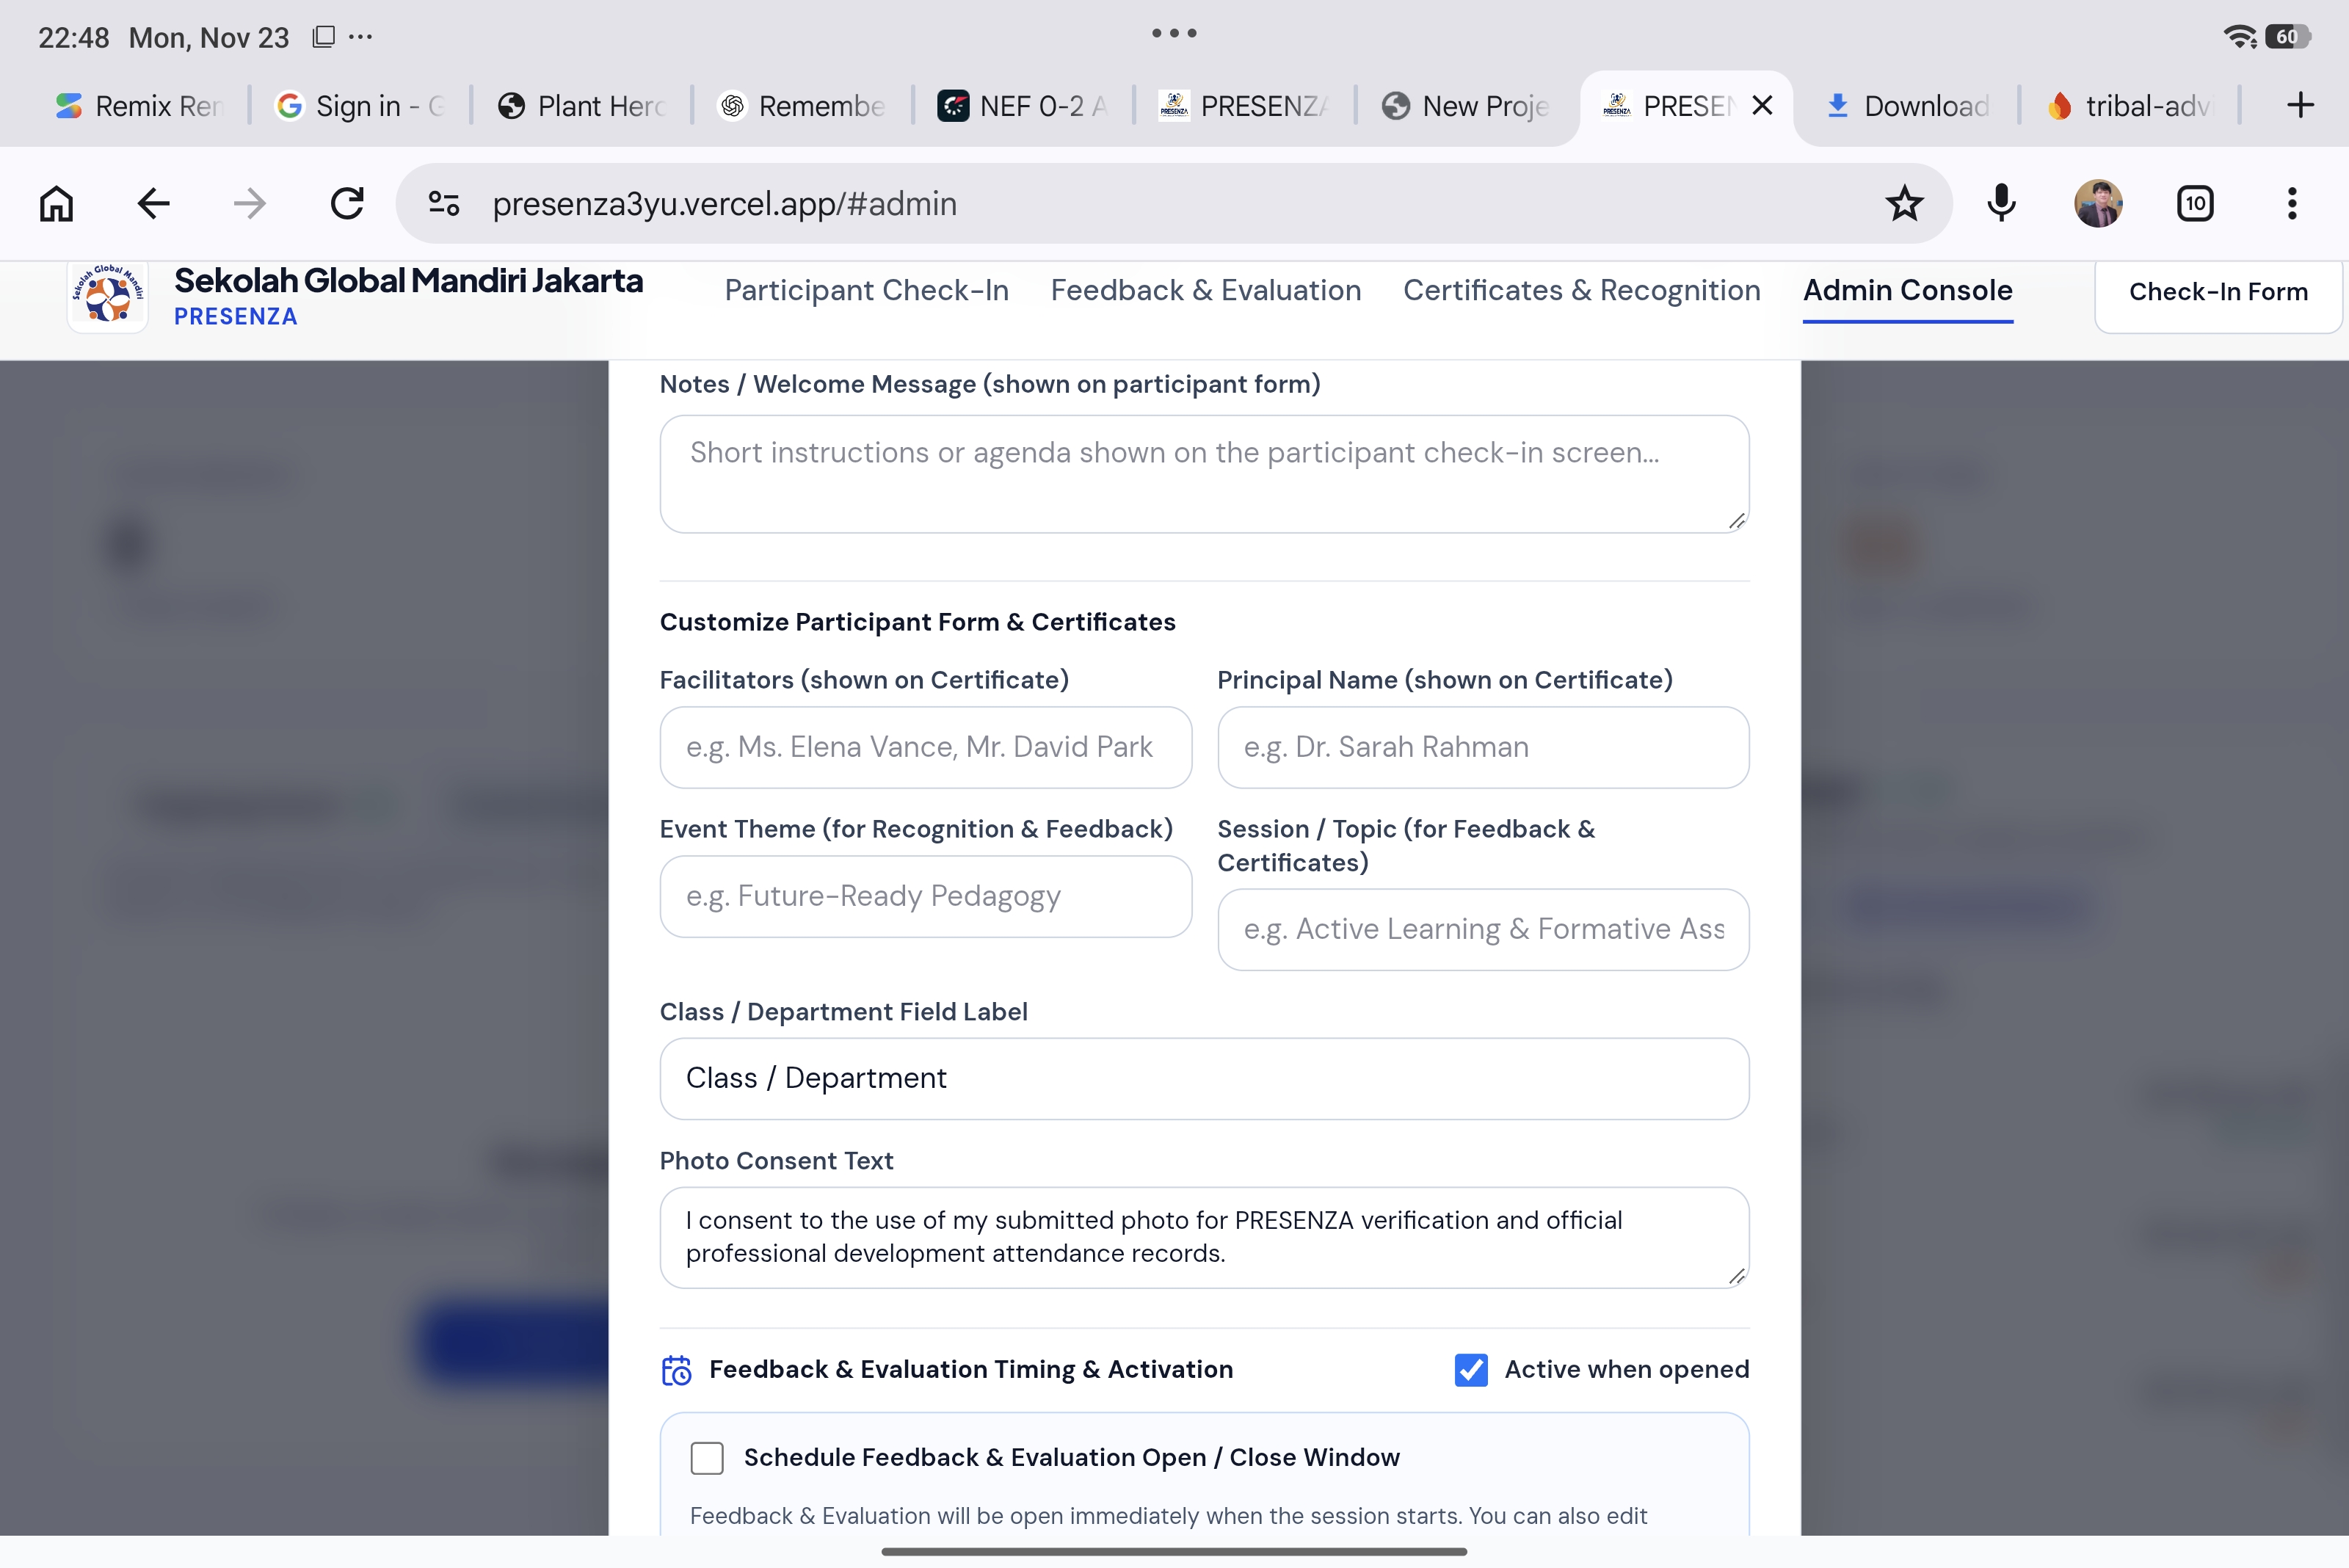 22:48 Mon, Nov 23
60
Remix Ren
Sign in - G
Plant Hero
Remembe
NEF 0-2 A
PRESENZA
New Proje
PRESEN
Download
tribal-advi
presenza3yu.vercel.app/#admin
10
Sekolah Global Mandiri
Sekolah Global Mandiri Jakarta
PRESENZA
Participant Check-In
Feedback & Evaluation
Certificates & Recognition
Admin Console
Check-In Form
Notes / Welcome Message (shown on participant form)
Short instructions or agenda shown on the participant check-in screen...
Customize Participant Form & Certificates
Facilitators (shown on Certificate)
e.g. Ms. Elena Vance, Mr. David Park
Principal Name (shown on Certificate)
e.g. Dr. Sarah Rahman
Event Theme (for Recognition & Feedback)
e.g. Future-Ready Pedagogy
Session / Topic (for Feedback &
Certificates)
e.g. Active Learning & Formative Ass
Class / Department Field Label
Class / Department
Photo Consent Text
I consent to the use of my submitted photo for PRESENZA verification and official
professional development attendance records.
Feedback & Evaluation Timing & Activation
Active when opened
Schedule Feedback & Evaluation Open / Close Window
Feedback & Evaluation will be open immediately when the session starts. You can also edit